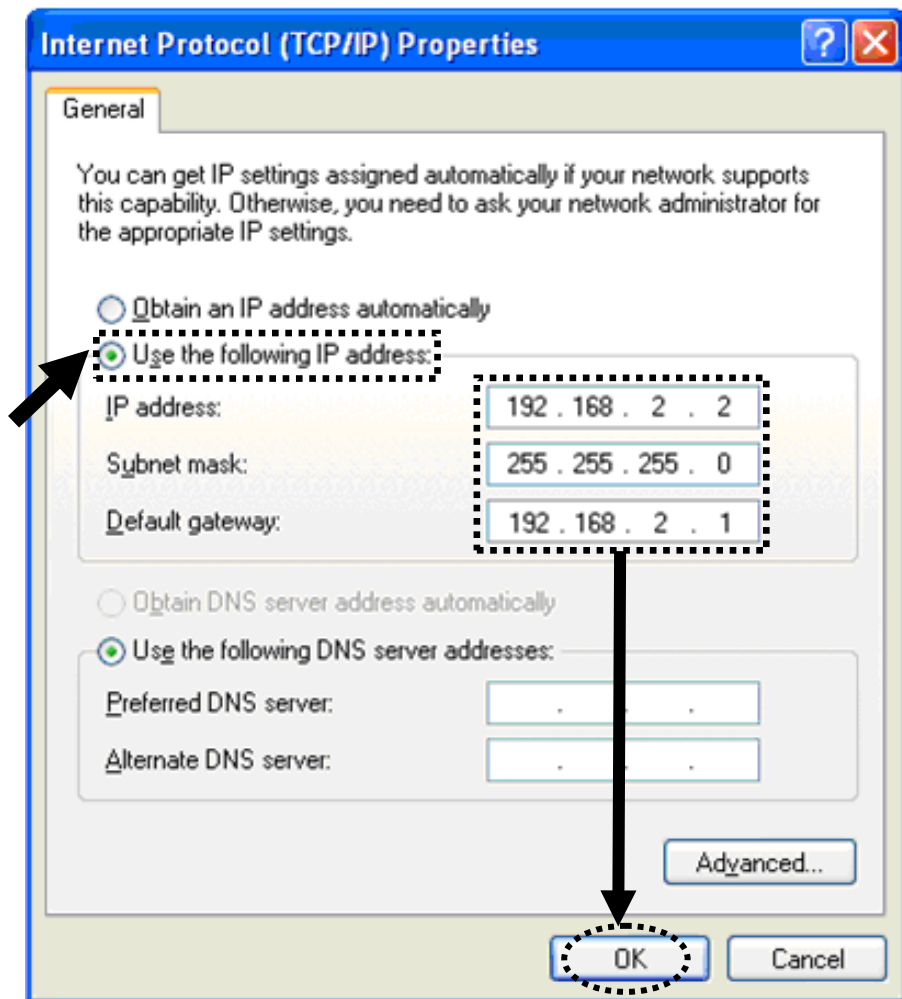 Internet Protocol (TCP/IP) Properties
General
You can get IP settings assigned automatically if your network supports
this capability. Otherwise, you need to ask your network administrator for
the appropriate IP settings.
Obtain an IP address automatically
Use the following IP address:
IP address: 192 . 168 . 2 . 2
Subnet mask: 255 . 255 . 255 . 0
Default gateway: 192 . 168 . 2 . 1
Obtain DNS server address automatically
Use the following DNS server addresses:
Preferred DNS server: . . .
Alternate DNS server: . . .
Advanced...
OK Cancel